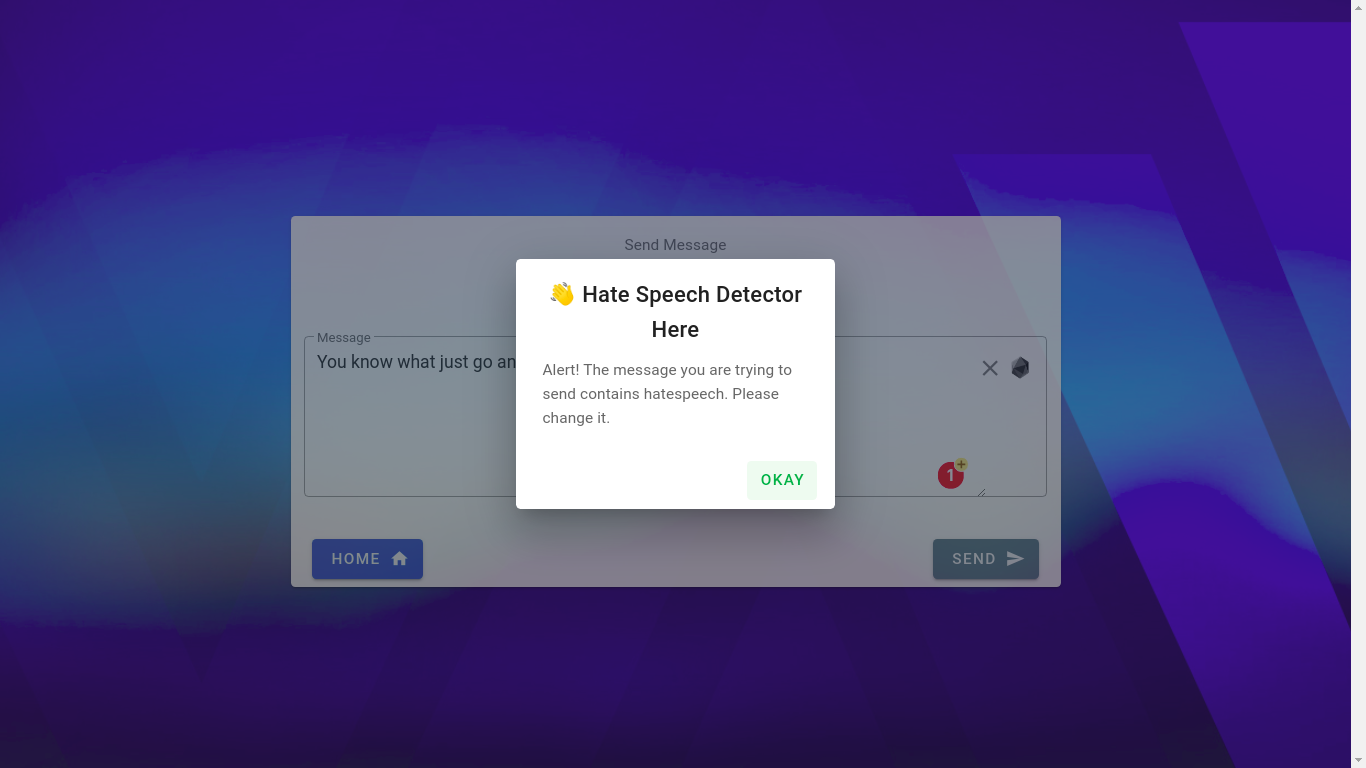 Send Message
👋 Hate Speech Detector
Here
Message
You know what just go an
Alert! The message you are trying to
send contains hatespeech. Please
change it.
1
OKAY
HOME
SEND